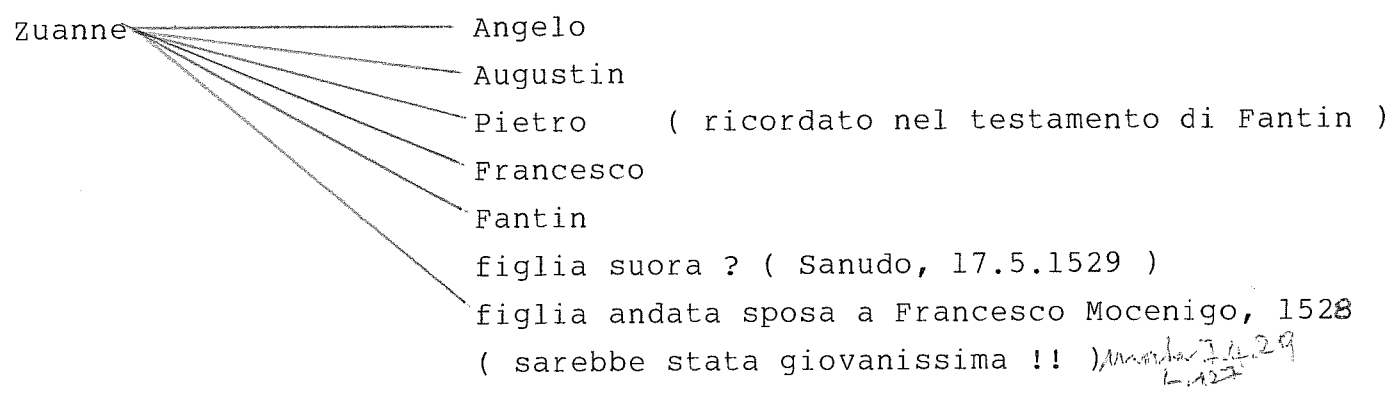 Zuanne Angelo
Augustin
Pietro ( ricordato nel testamento di Fantin )
Francesco
Fantin
figlia suora ? ( Sanudo, 17.5.1529 )
figlia andata sposa a Francesco Mocenigo, 1528
( sarebbe stata giovanissima !! )